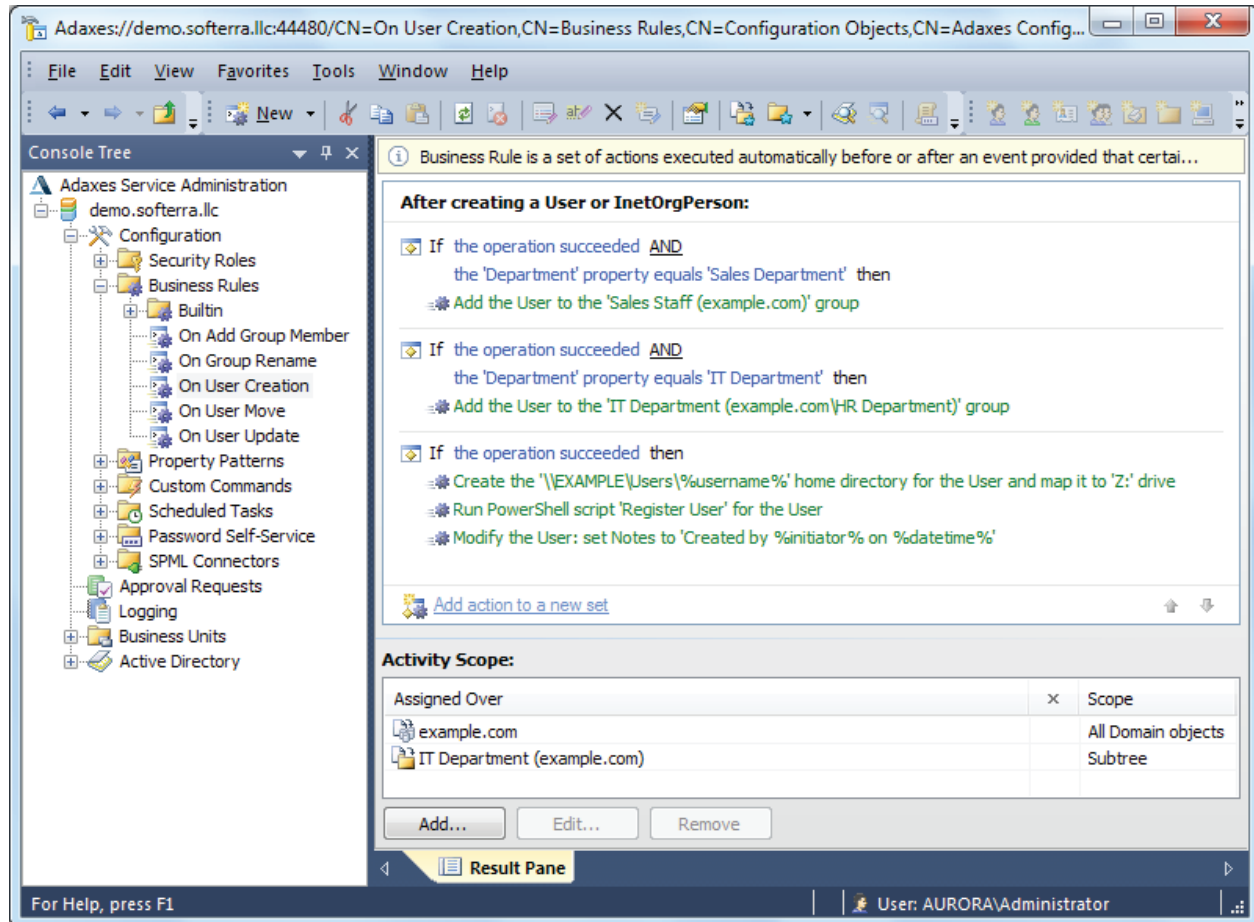 Adaxes://demo.softerra.llc:44480/CN=On User Creation,CN=Business Rules,CN=Configuration Objects,CN=Adaxes Config...
File Edit View Favorites Tools Window Help
New
Console Tree
Adaxes Service Administration
demo.softerra.llc
Configuration
Security Roles
Business Rules
Builtin
On Add Group Member
On Group Rename
On User Creation
On User Move
On User Update
Property Patterns
Custom Commands
Scheduled Tasks
Password Self-Service
SPML Connectors
Approval Requests
Logging
Business Units
Active Directory
Business Rule is a set of actions executed automatically before or after an event provided that certai...
After creating a User or InetOrgPerson:
If the operation succeeded AND
the 'Department' property equals 'Sales Department' then
Add the User to the 'Sales Staff (example.com)' group
If the operation succeeded AND
the 'Department' property equals 'IT Department' then
Add the User to the 'IT Department (example.com\HR Department)' group
If the operation succeeded then
Create the '\\EXAMPLE\Users\%username%' home directory for the User and map it to 'Z:' drive
Run PowerShell script 'Register User' for the User
Modify the User: set Notes to 'Created by %initiator% on %datetime%'
Add action to a new set
Activity Scope:
Assigned Over Scope
example.com All Domain objects
IT Department (example.com) Subtree
Add... Edit... Remove
Result Pane
For Help, press F1 User: AURORA\Administrator